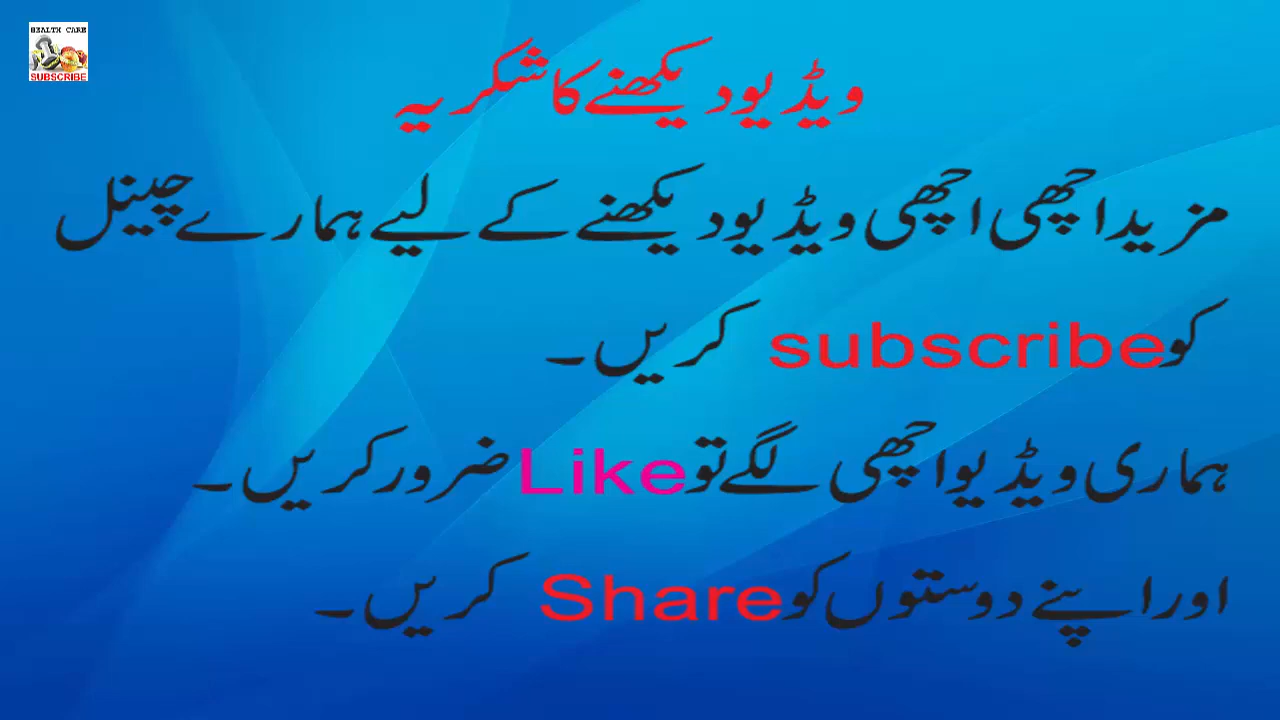 HEALTH CARE
SUBSCRIBE
ویڈیو دیکھنے کا شکریہ
مزید اچھی اچھی ویڈیو دیکھنے کے لیے ہمارے چینل
کو subscribe کریں۔
ہماری ویڈیو اچھی لگے تو Like ضرور کریں۔
اور اپنے دوستوں کو Share کریں۔